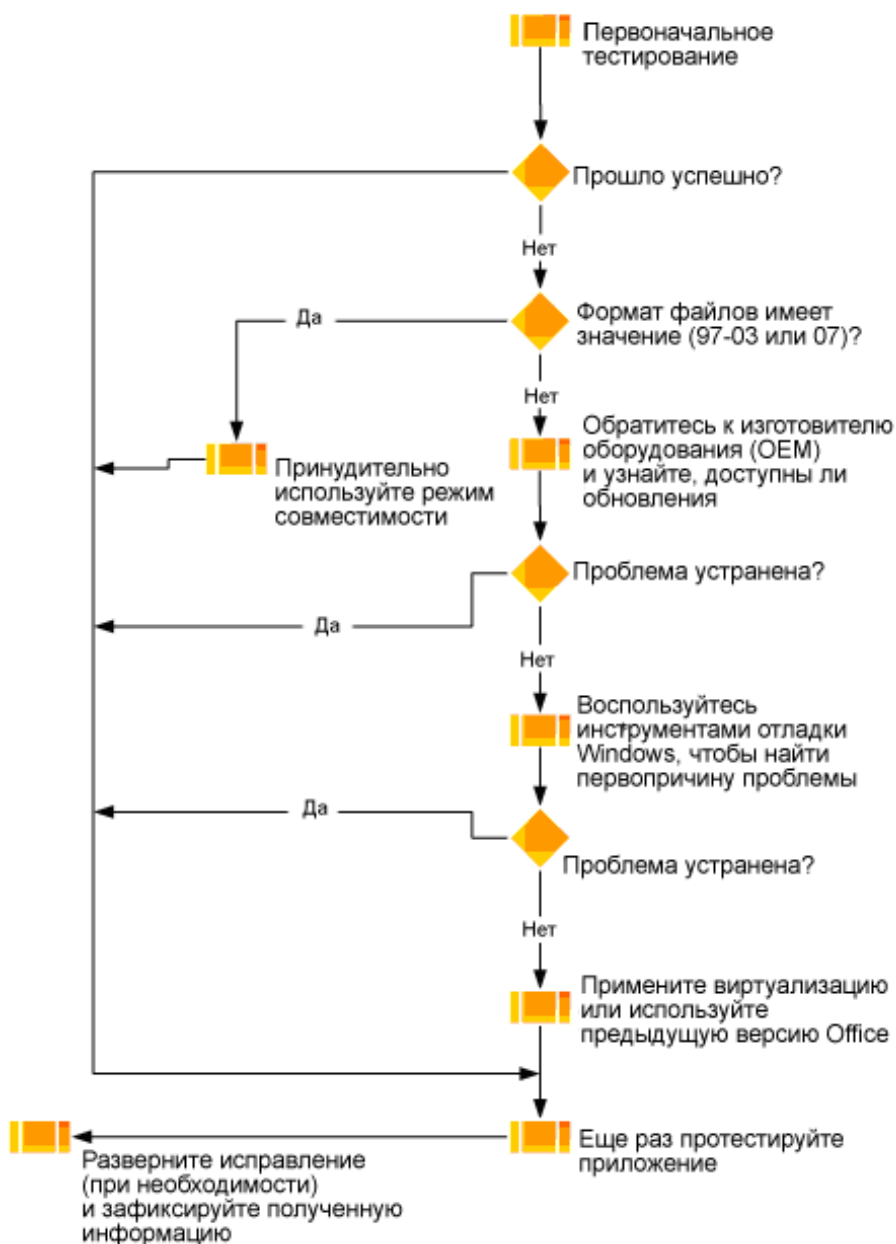 Первоначальное
тестирование
Прошло успешно?
Нет
Да
Формат файлов имеет
значение (97-03 или 07)?
Нет
Обратитесь к изготовителю
оборудования (OEM)
и узнайте, доступны ли
обновления
Принудительно
используйте режим
совместимости
Проблема устранена?
Да
Нет
Воспользуйтесь
инструментами отладки
Windows, чтобы найти
первопричину проблемы
Да
Проблема устранена?
Нет
Примените виртуализацию
или используйте
предыдущую версию Office
Еще раз протестируйте
приложение
Разверните исправление
(при необходимости)
и зафиксируйте полученную
информацию